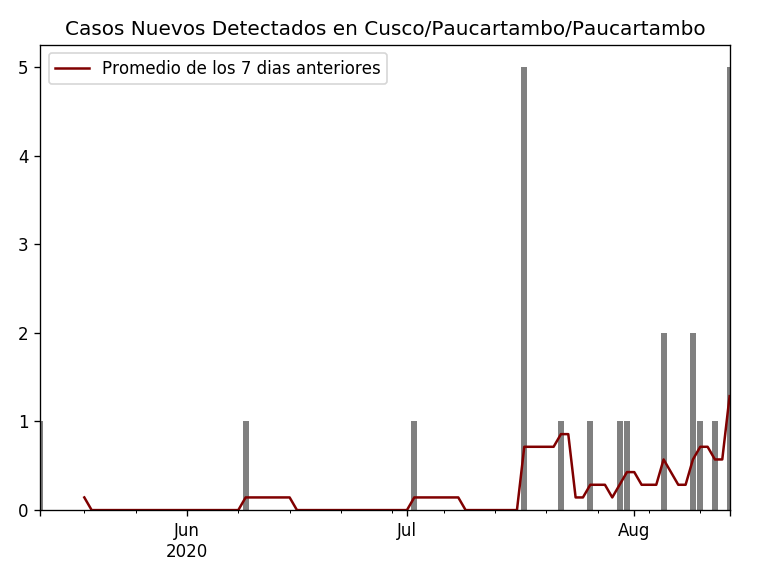 Casos Nuevos Detectados en Cusco/Paucartambo/Paucartambo
Promedio de los 7 dias anteriores
5
4
3
2
1
0
Jun
2020
Jul
Aug